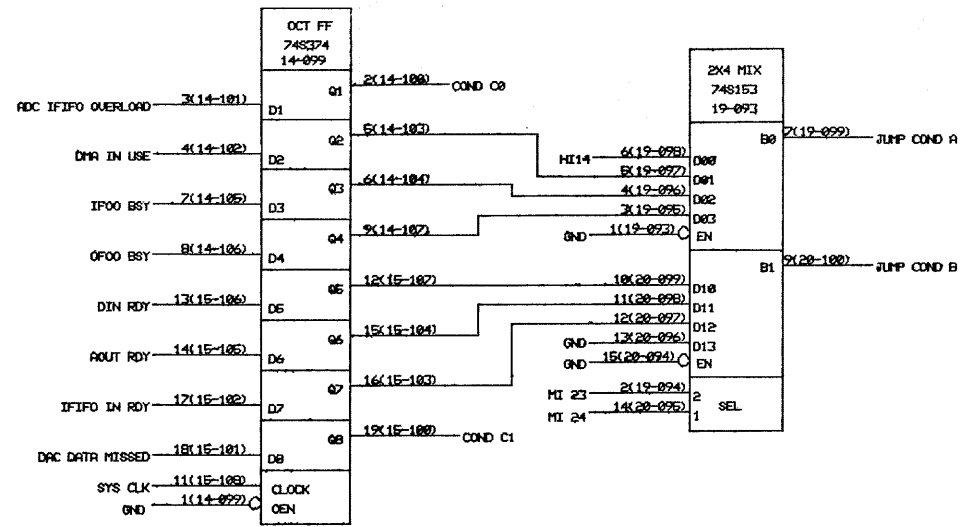 OCT FF
74S374
14-099
ADC IFIFO OVERLOAD 3(14-101) D1
Q1 2(14-100) COND C0
DMA IN USE 4(14-102) D2
Q2 5(14-103)
IFOO BSY 7(14-105) D3
Q3 6(14-104)
OFOO BSY 8(14-106) D4
Q4 9(14-107)
DIN RDY 13(15-106) D5
Q5 12(15-107)
AOUT RDY 14(15-105) D6
Q6 15(15-104)
IFIFO IN RDY 17(15-102) D7
Q7 16(15-103)
DAC DATA MISSED 18(15-101) D8
Q8 19(15-100) COND C1
SYS CLK 11(15-108) CLOCK
GND 1(14-099) OEN
2X4 MIX
74S153
19-093
HI14 6(19-098) D00
5(19-097) D01
4(19-096) D02
3(19-095) D03
GND 1(19-093) EN
B0 7(19-099) JUMP COND A
B1 9(20-100) JUMP COND B
10(20-099) D10
11(20-098) D11
12(20-097) D12
GND 13(20-096) D13
GND 15(20-094) EN
MI 23 2(19-094) 2
MI 24 14(20-095) 1
SEL